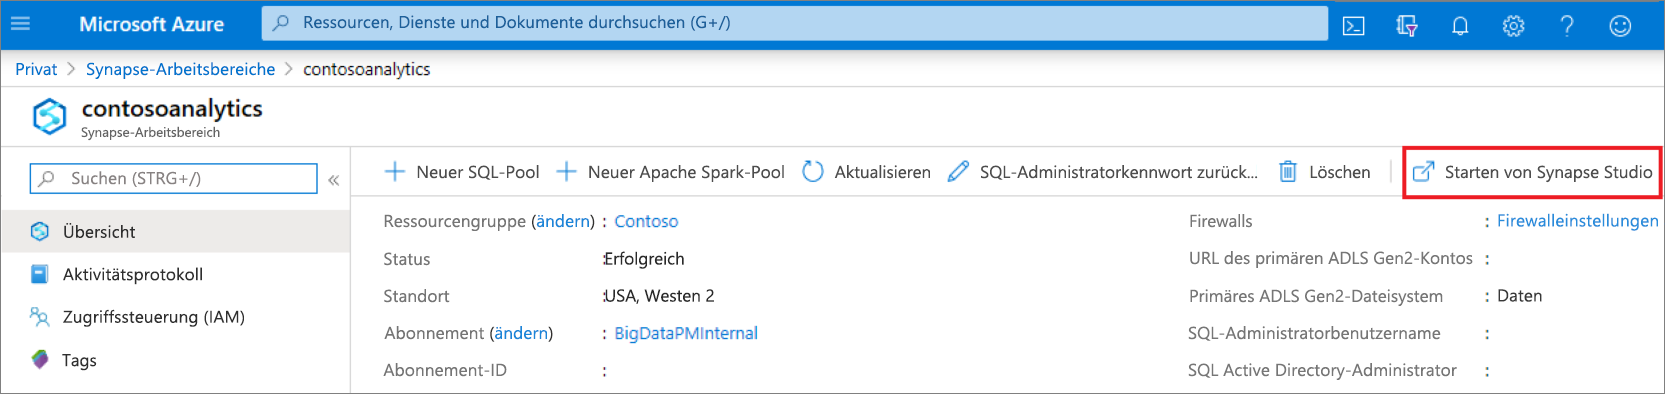 Microsoft Azure Ressourcen, Dienste und Dokumente durchsuchen (G+/)
Privat > Synapse-Arbeitsbereiche > contosoanalytics
contosoanalytics
Synapse-Arbeitsbereich
Suchen (STRG+/) «
Neuer SQL-Pool Neuer Apache Spark-Pool Aktualisieren SQL-Administratorkennwort zurück... Löschen Starten von Synapse Studio
Übersicht
Aktivitätsprotokoll
Zugriffssteuerung (IAM)
Tags
Ressourcengruppe (ändern) : Contoso
Status :Erfolgreich
Standort :USA, Westen 2
Abonnement (ändern) : BigDataPMInternal
Abonnement-ID :
Firewalls : Firewalleinstellungen
URL des primären ADLS Gen2-Kontos :
Primäres ADLS Gen2-Dateisystem : Daten
SQL-Administratorbenutzername :
SQL Active Directory-Administrator :